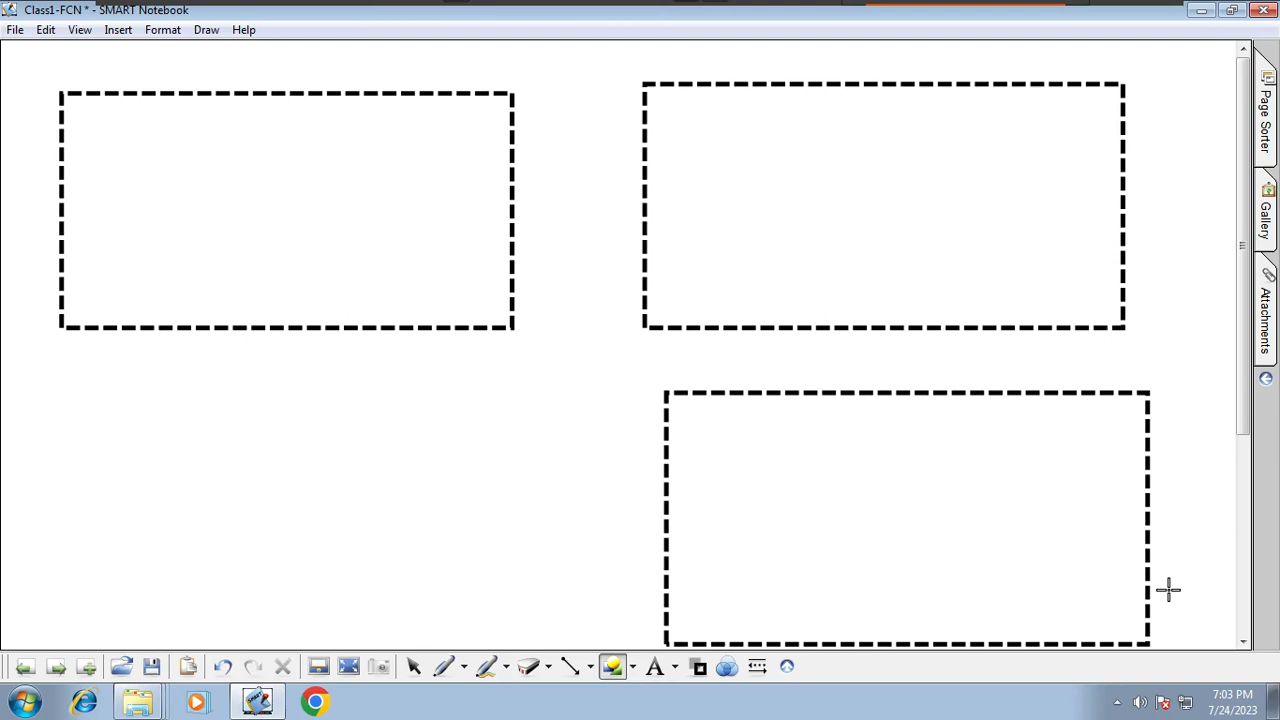 Class1-FCN * - SMART Notebook
File Edit View Insert Format Draw Help
Page Sorter
Gallery
Attachments
A
7:03 PM
7/24/2023